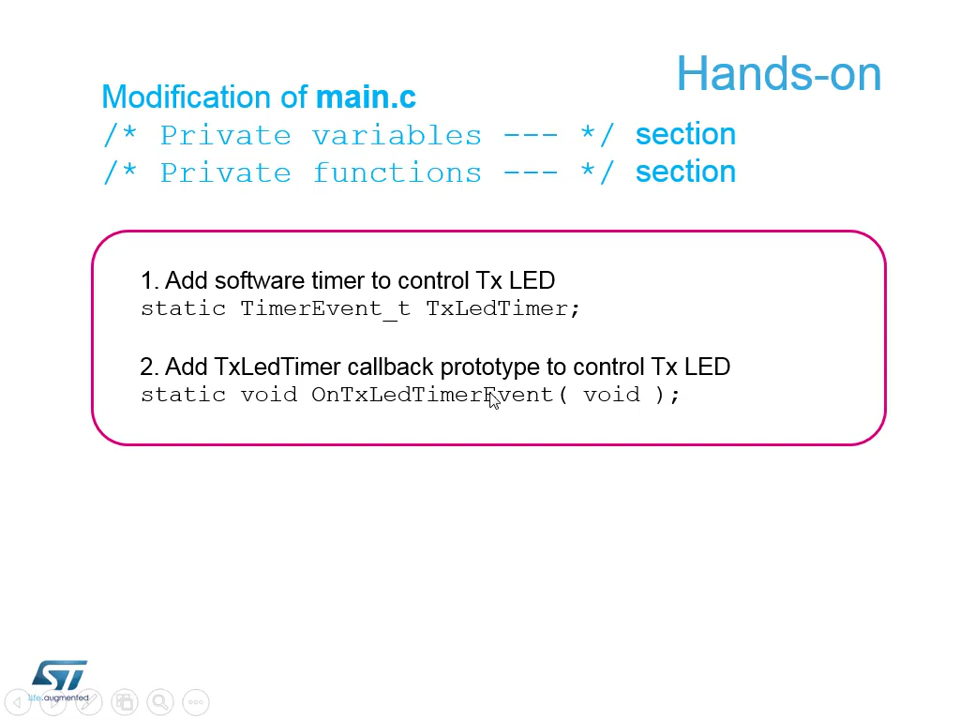 Hands-on
Modification of main.c
/* Private variables --- */ section
/* Private functions --- */ section
1. Add software timer to control Tx LED
static TimerEvent_t TxLedTimer;
2. Add TxLedTimer callback prototype to control Tx LED
static void OnTxLedTimerEvent( void );
ST
life.augmented